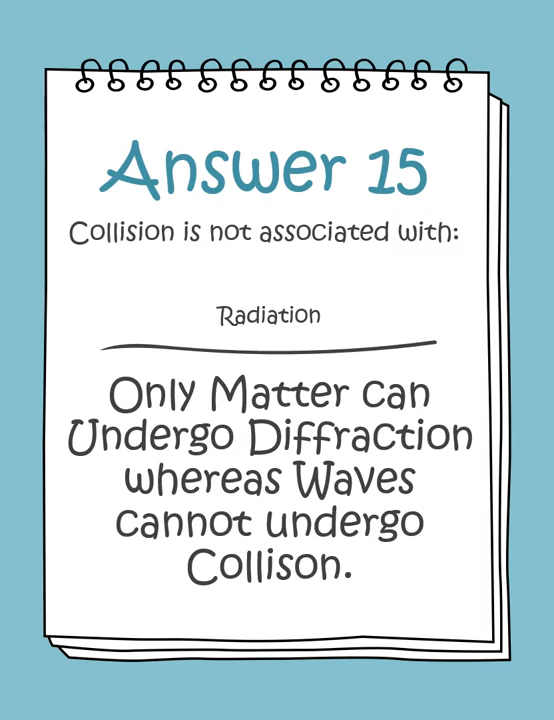 Answer 15
Collision is not associated with:
Radiation
Only Matter can
Undergo Diffraction
whereas Waves
cannot undergo
Collison.